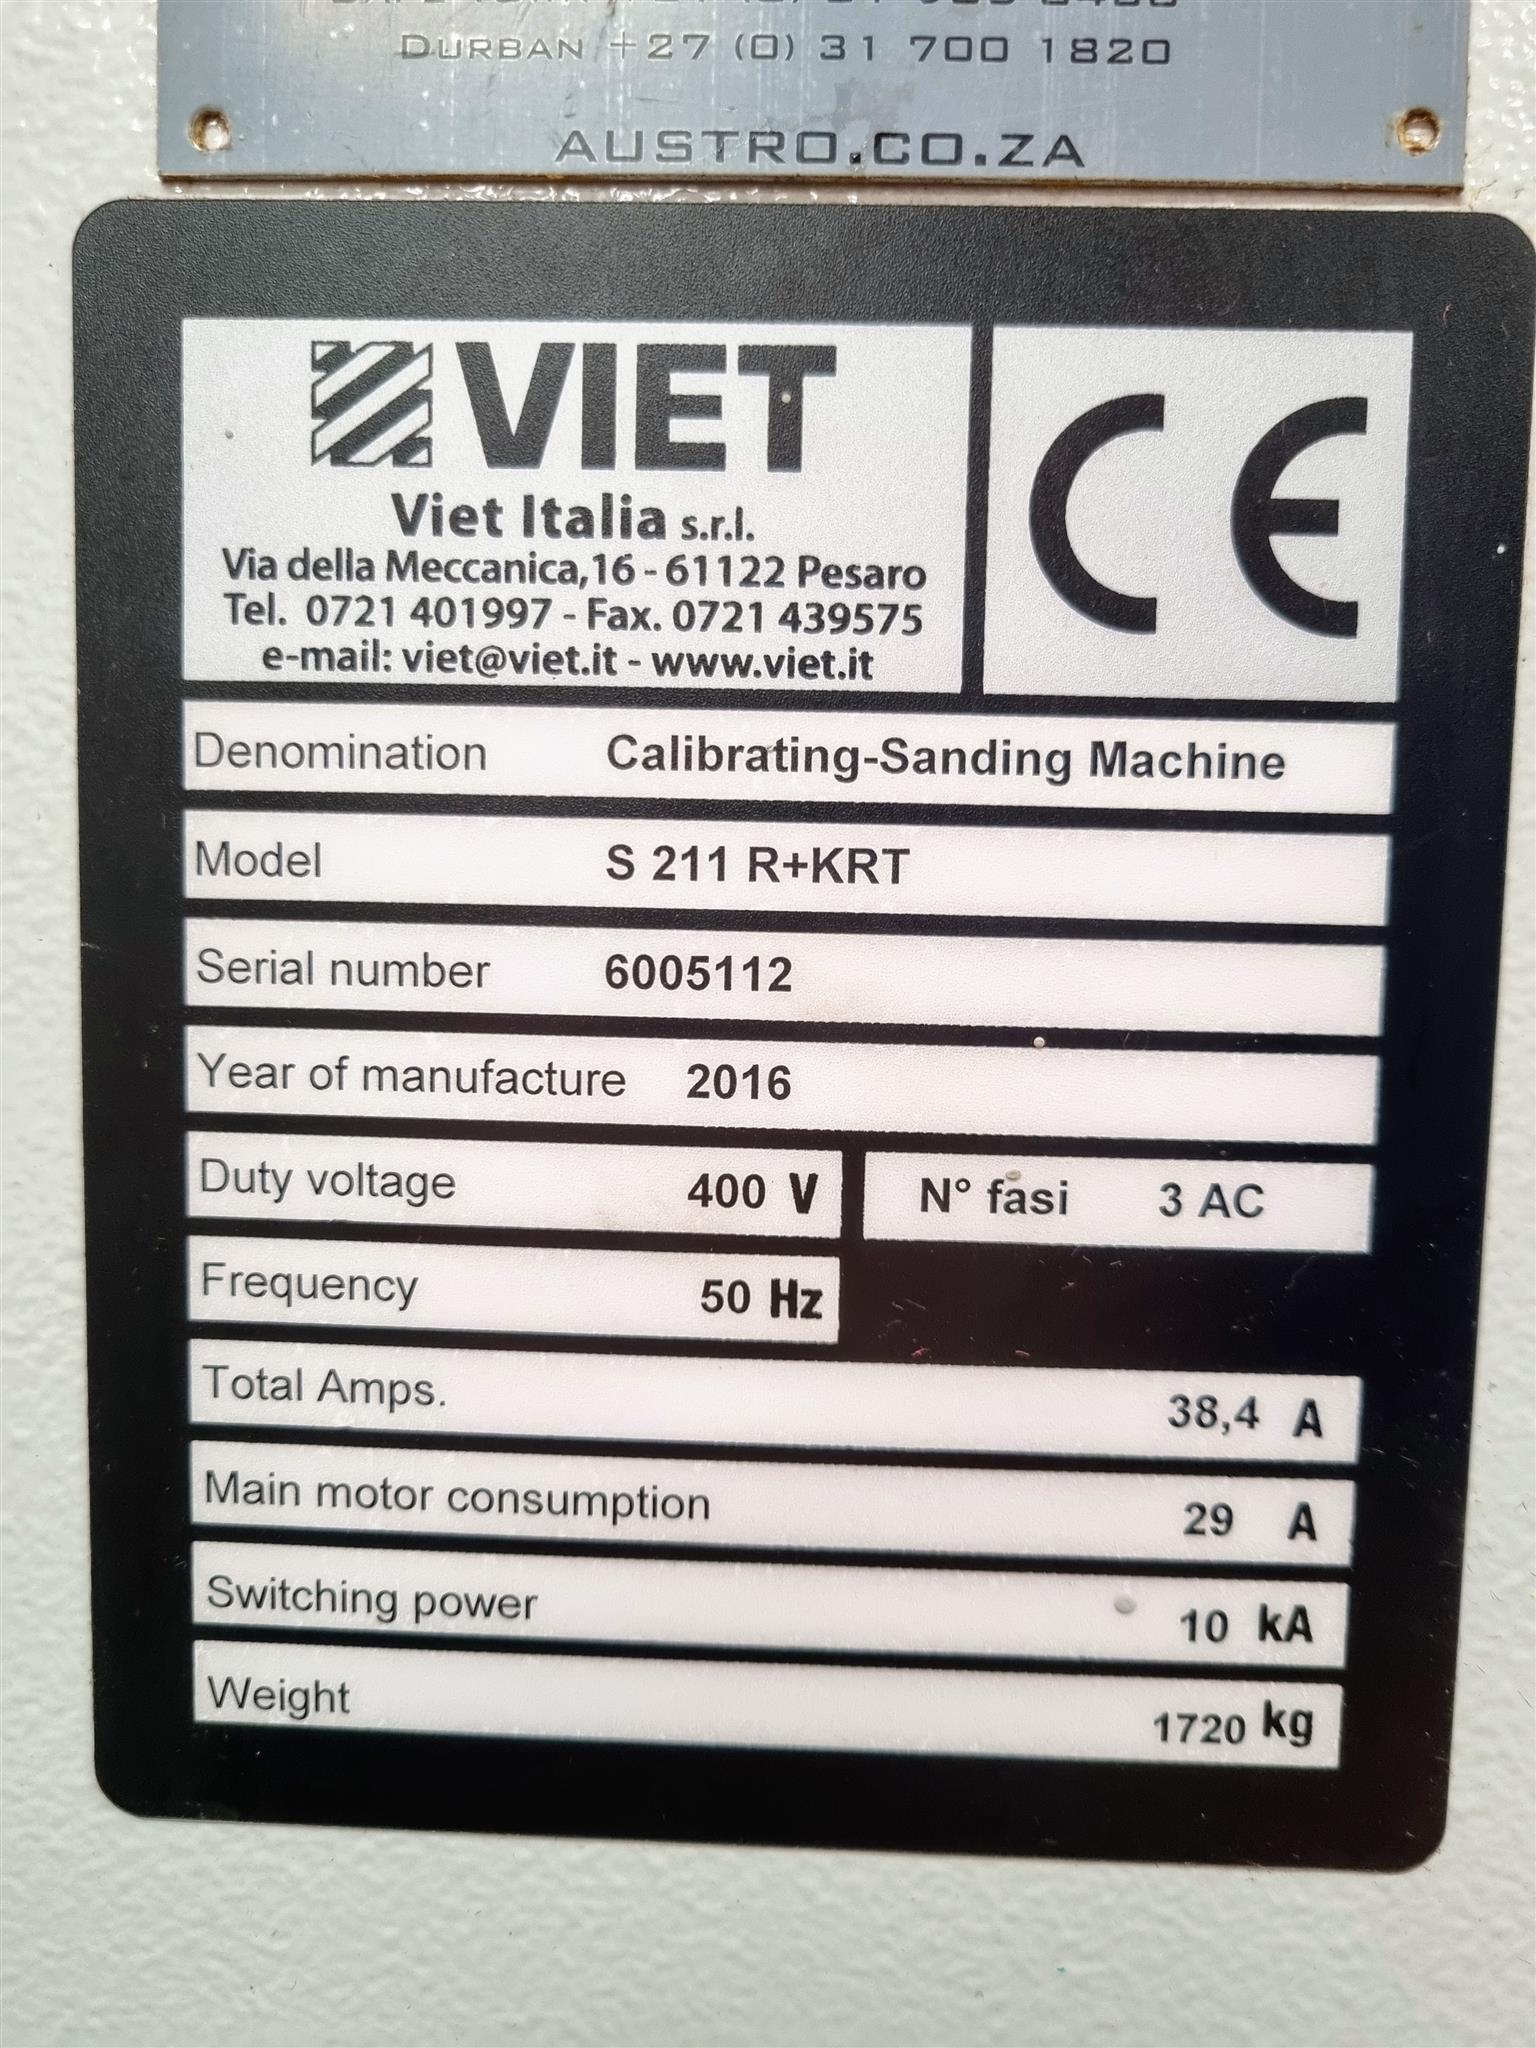 DURBAN +27 (0) 31 700 1820
AUSTRO.CO.ZA
VIET
CE
Viet Italia s.r.l.
Via della Meccanica,16 - 61122 Pesaro
Tel. 0721 401997 - Fax. 0721 439575
e-mail: viet@viet.it - www.viet.it
Denomination Calibrating-Sanding Machine
Model S 211 R+KRT
Serial number 6005112
Year of manufacture 2016
Duty voltage 400 V N° fasi 3 AC
Frequency 50 Hz
Total Amps. 38,4 A
Main motor consumption 29 A
Switching power 10 kA
Weight 1720 kg